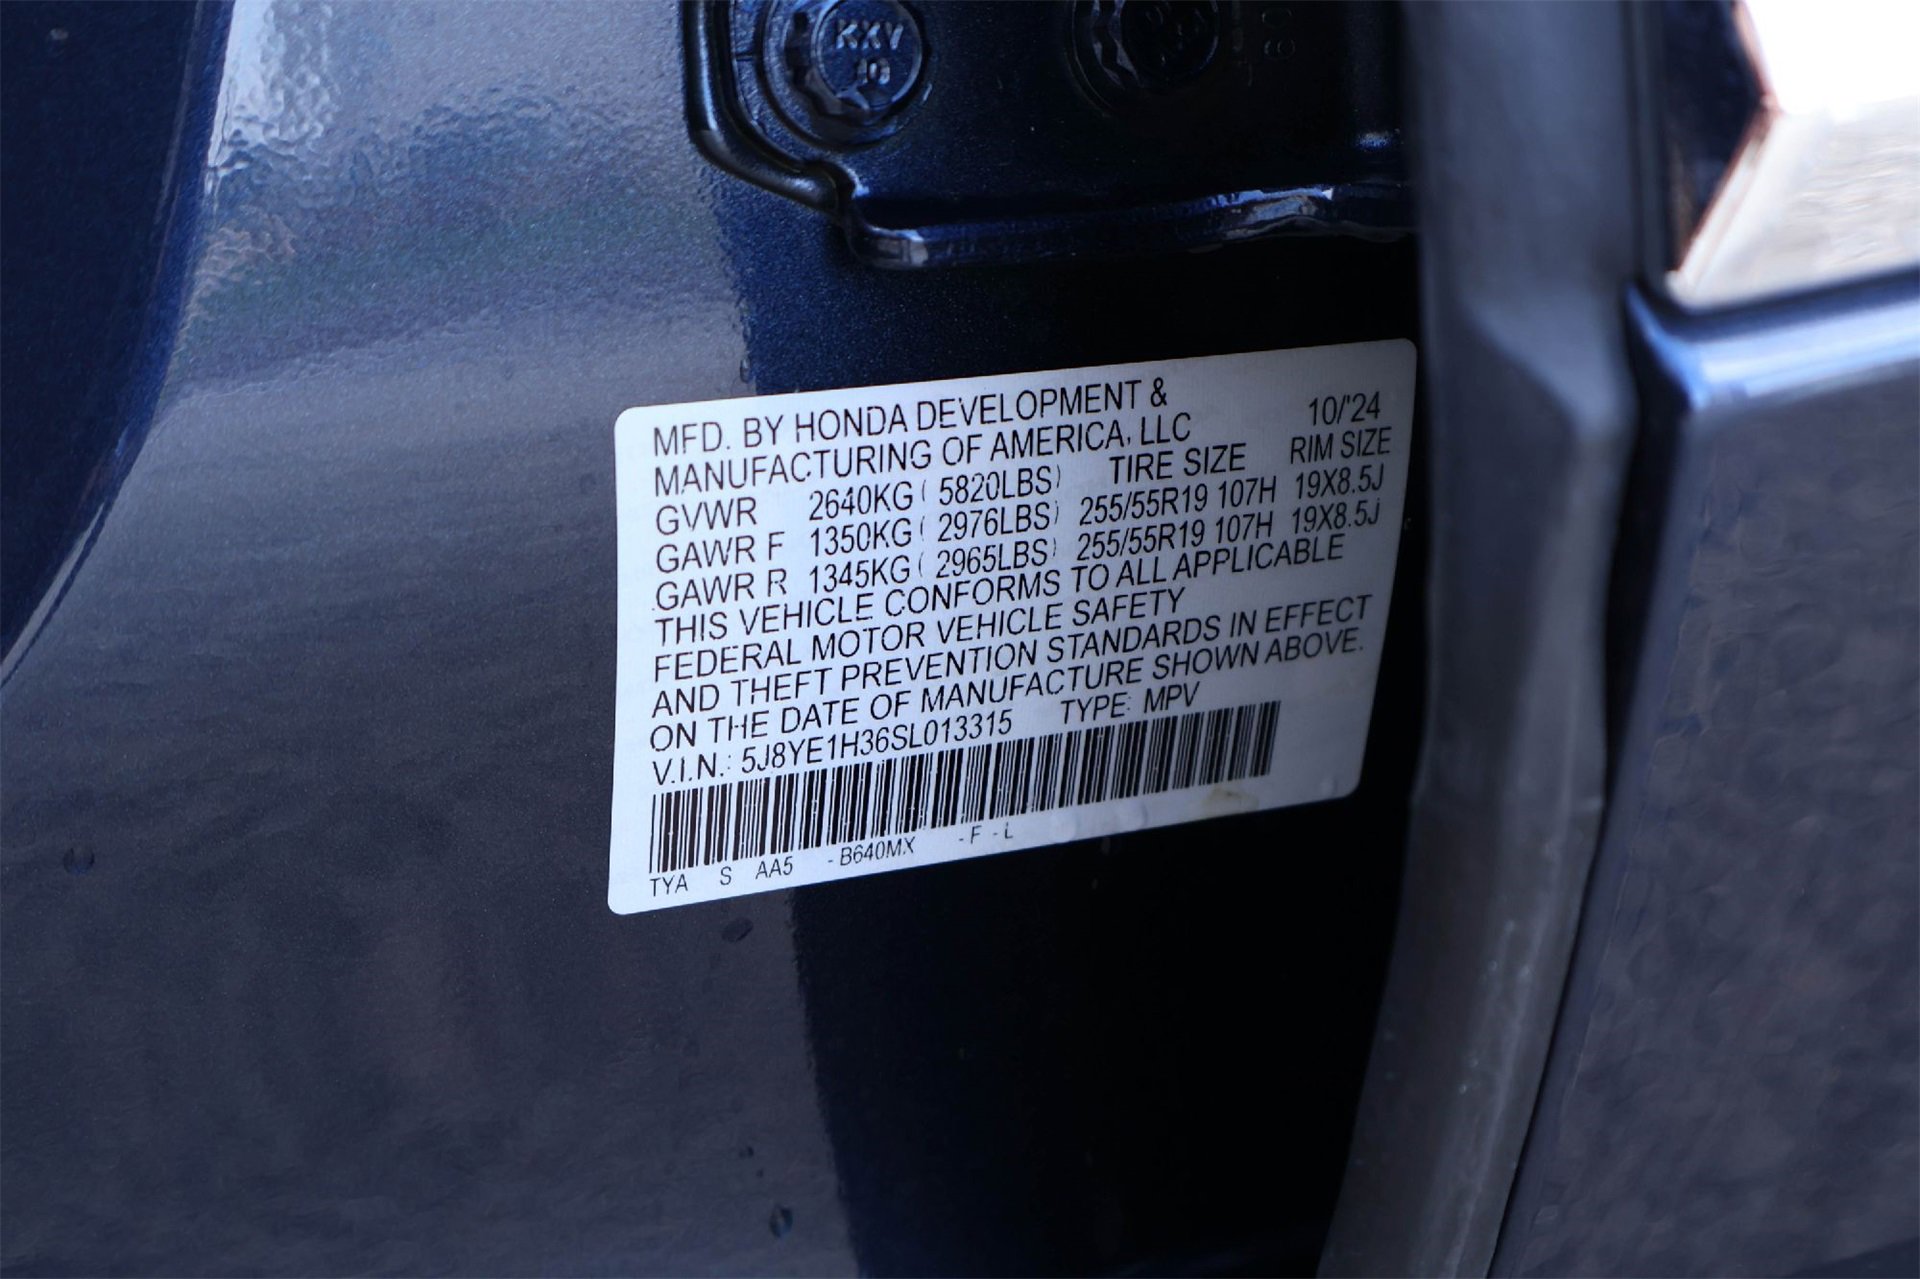 KXV
10
MFD. BY HONDA DEVELOPMENT &
MANUFACTURING OF AMERICA, LLC 10/'24
GVWR 2640KG ( 5820LBS) TIRE SIZE RIM SIZE
GAWR F 1350KG ( 2976LBS) 255/55R19 107H 19X8.5J
GAWR R 1345KG ( 2965LBS) 255/55R19 107H 19X8.5J
THIS VEHICLE CONFORMS TO ALL APPLICABLE
FEDERAL MOTOR VEHICLE SAFETY
AND THEFT PREVENTION STANDARDS IN EFFECT
ON THE DATE OF MANUFACTURE SHOWN ABOVE.
V.I.N.: 5J8YE1H36SL013315 TYPE: MPV
TYA S AA5 - B640MX - F - L